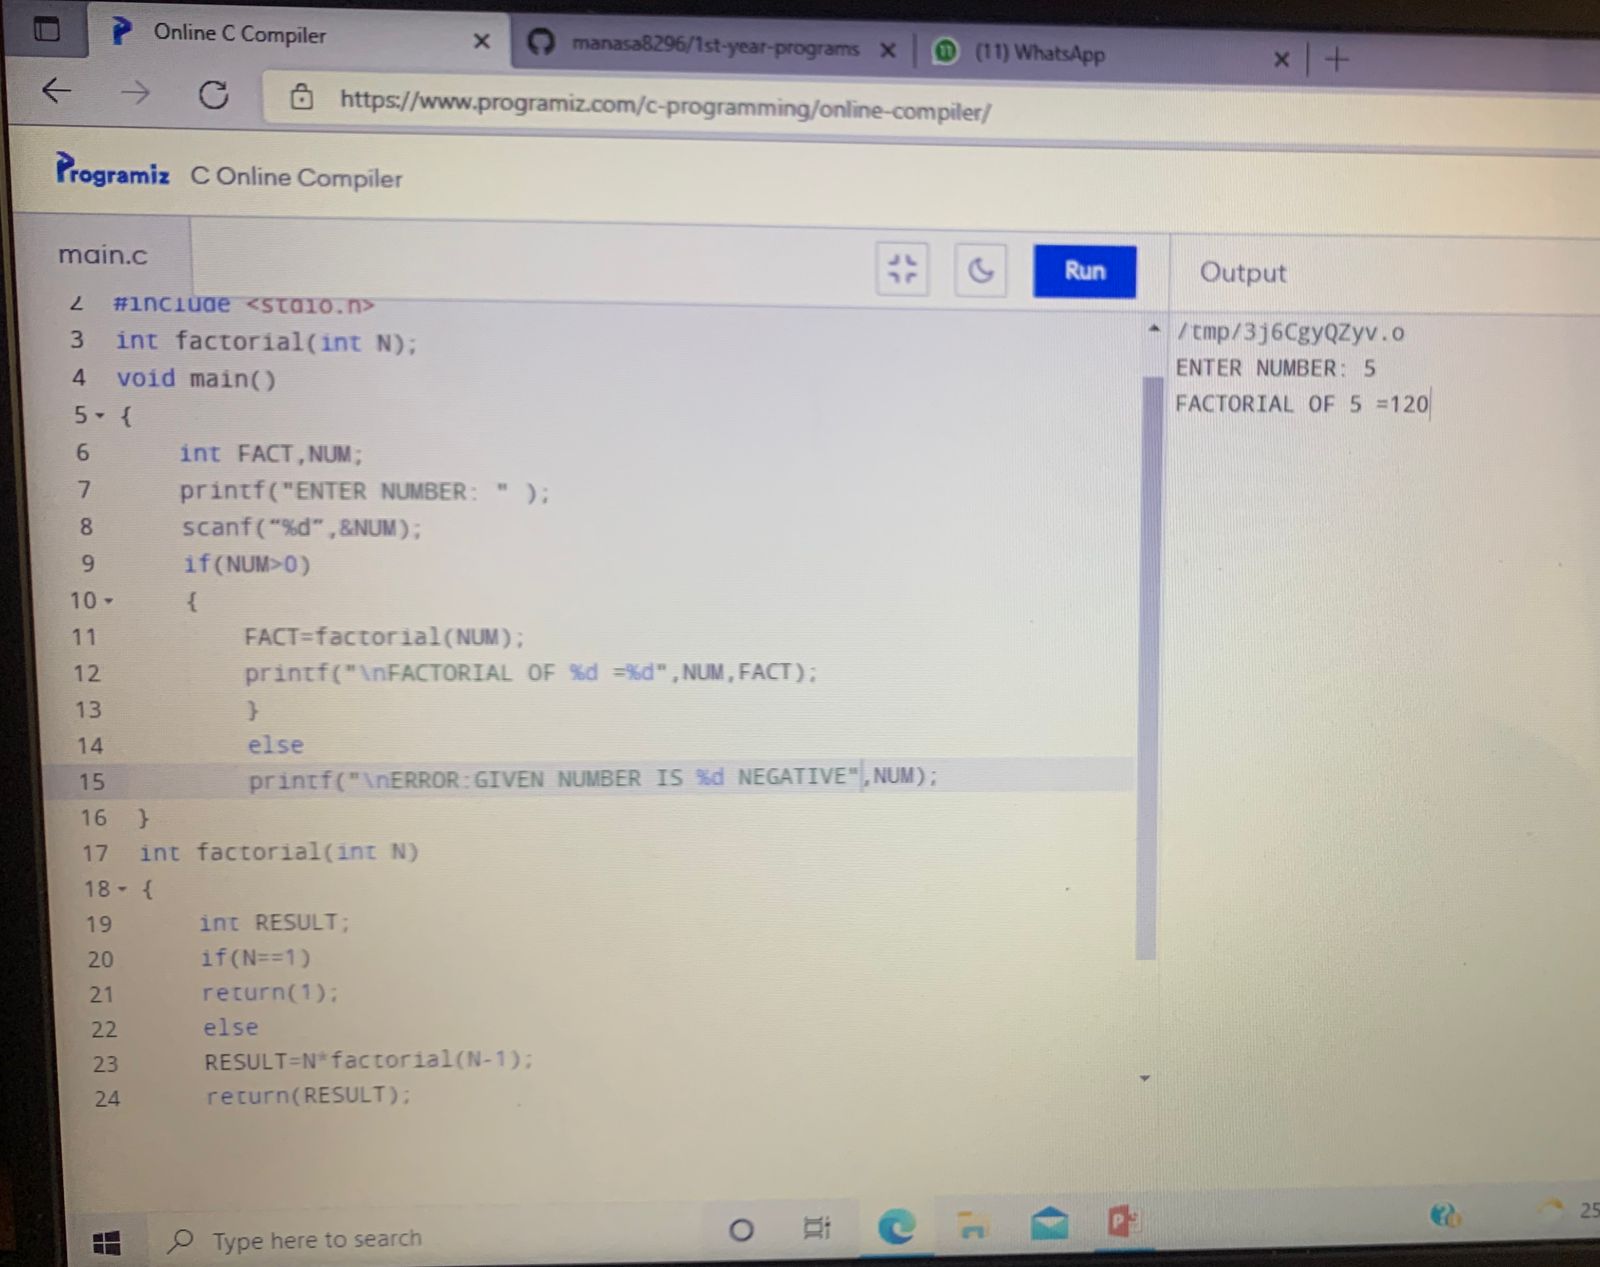 Online C Compiler
manasa8296/1st-year-programs
(11) WhatsApp
https://www.programiz.com/c-programming/online-compiler/
Programiz C Online Compiler
main.c
Run
Output
2 #include <stdio.h>
3 int factorial(int N);
4 void main()
5 {
6 int FACT,NUM;
7 printf("ENTER NUMBER: " );
8 scanf("%d",&NUM);
9 if(NUM>0)
10 {
11 FACT=factorial(NUM);
12 printf("\nFACTORIAL OF %d =%d",NUM,FACT);
13 }
14 else
15 printf("\nERROR:GIVEN NUMBER IS %d NEGATIVE",NUM);
16 }
17 int factorial(int N)
18 {
19 int RESULT;
20 if(N==1)
21 return(1);
22 else
23 RESULT=N*factorial(N-1);
24 return(RESULT);
/tmp/3j6CgyQZyv.o
ENTER NUMBER: 5
FACTORIAL OF 5 =120
Type here to search
25